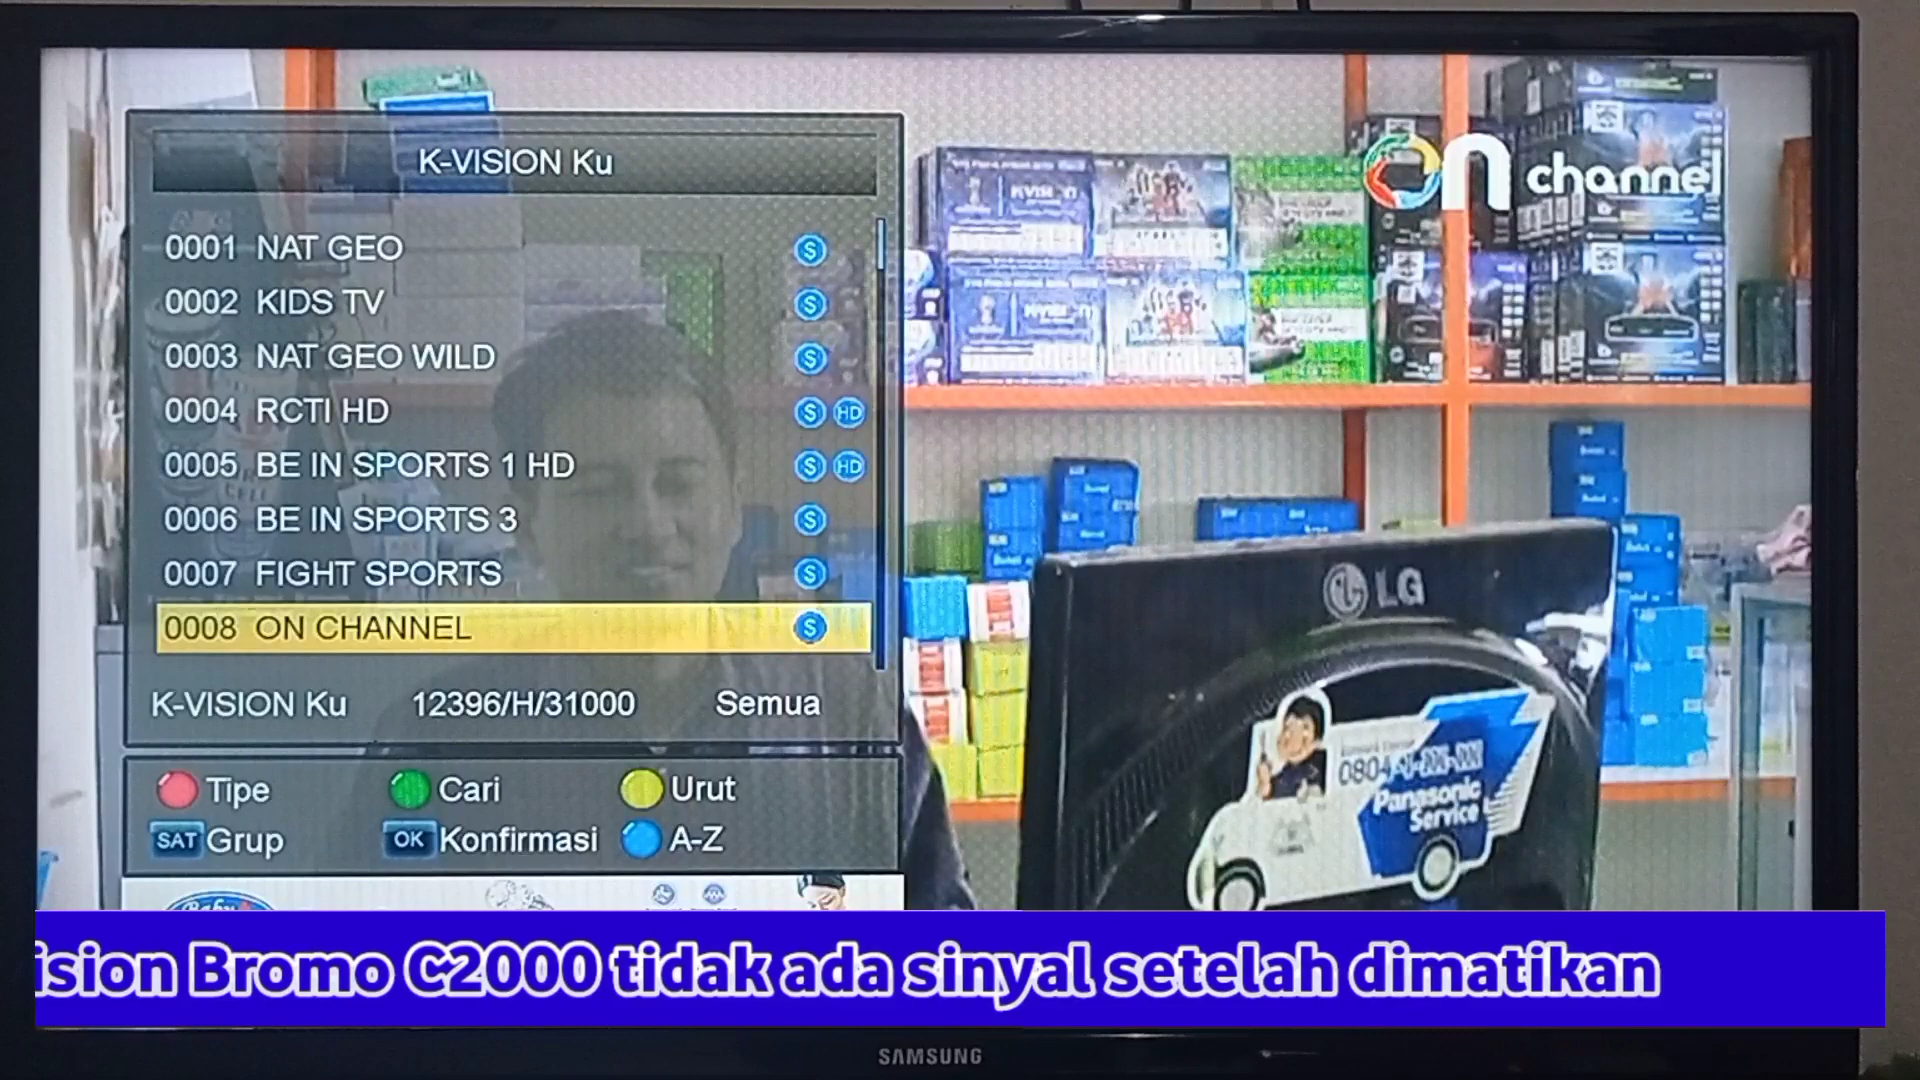 K-VISION Ku
on channel
0001 NAT GEO
0002 KIDS TV
0003 NAT GEO WILD
0004 RCTI HD
HD
0005 BE IN SPORTS 1 HD
HD
0006 BE IN SPORTS 3
0007 FIGHT SPORTS
0008 ON CHANNEL
K-VISION Ku 12396/H/31000 Semua
Tipe Cari Urut
SAT Grup OK Konfirmasi A-Z
LG
Panasonic
Service
ision Bromo C2000 tidak ada sinyal setelah dimatikan
SAMSUNG